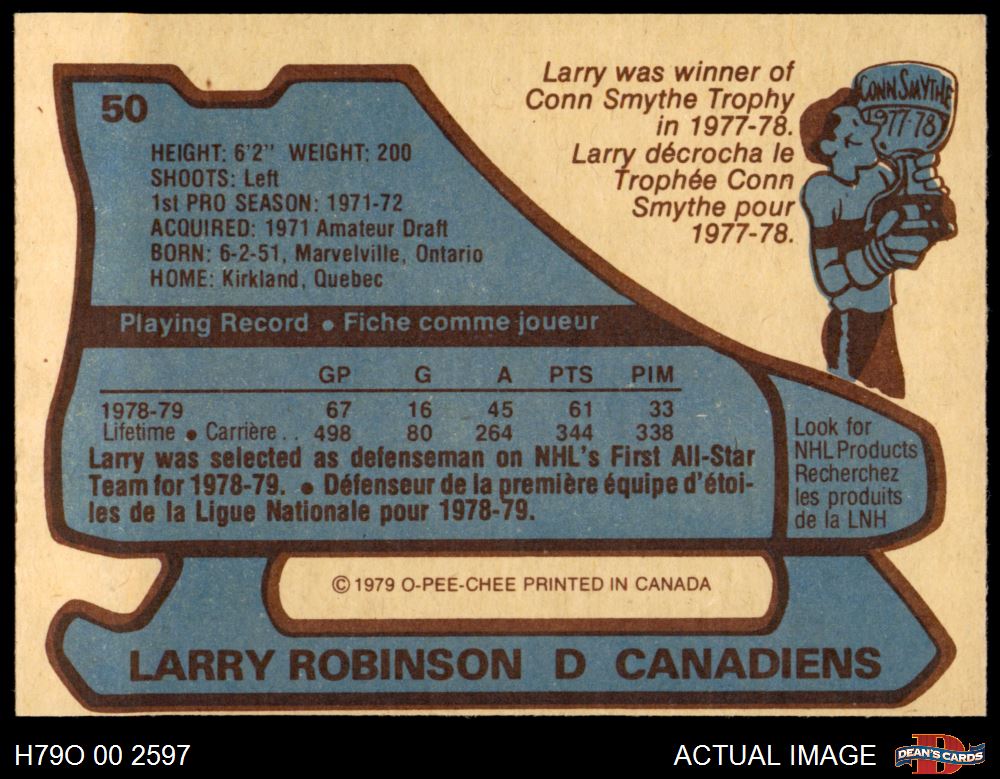 50
HEIGHT: 6'2" WEIGHT: 200
SHOOTS: Left
1st PRO SEASON: 1971-72
ACQUIRED: 1971 Amateur Draft
BORN: 6-2-51, Marvelville, Ontario
HOME: Kirkland, Quebec
Larry was winner of
Conn Smythe Trophy
in 1977-78.
Larry décrocha le
Trophée Conn
Smythe pour
1977-78.
CONN SMYTHE
1977-78
Playing Record • Fiche comme joueur
GP G A PTS PIM
1978-79 67 16 45 61 33
Lifetime • Carrière . . 498 80 264 344 338
Larry was selected as defenseman on NHL's First All-Star
Team for 1978-79. • Défenseur de la première équipe d'étoi-
les de la Ligue Nationale pour 1978-79.
Look for
NHL Products
Recherchez
les produits
de la LNH
© 1979 O-PEE-CHEE PRINTED IN CANADA
LARRY ROBINSON D CANADIENS
H79O 00 2597
ACTUAL IMAGE
D
DEAN'S CARDS